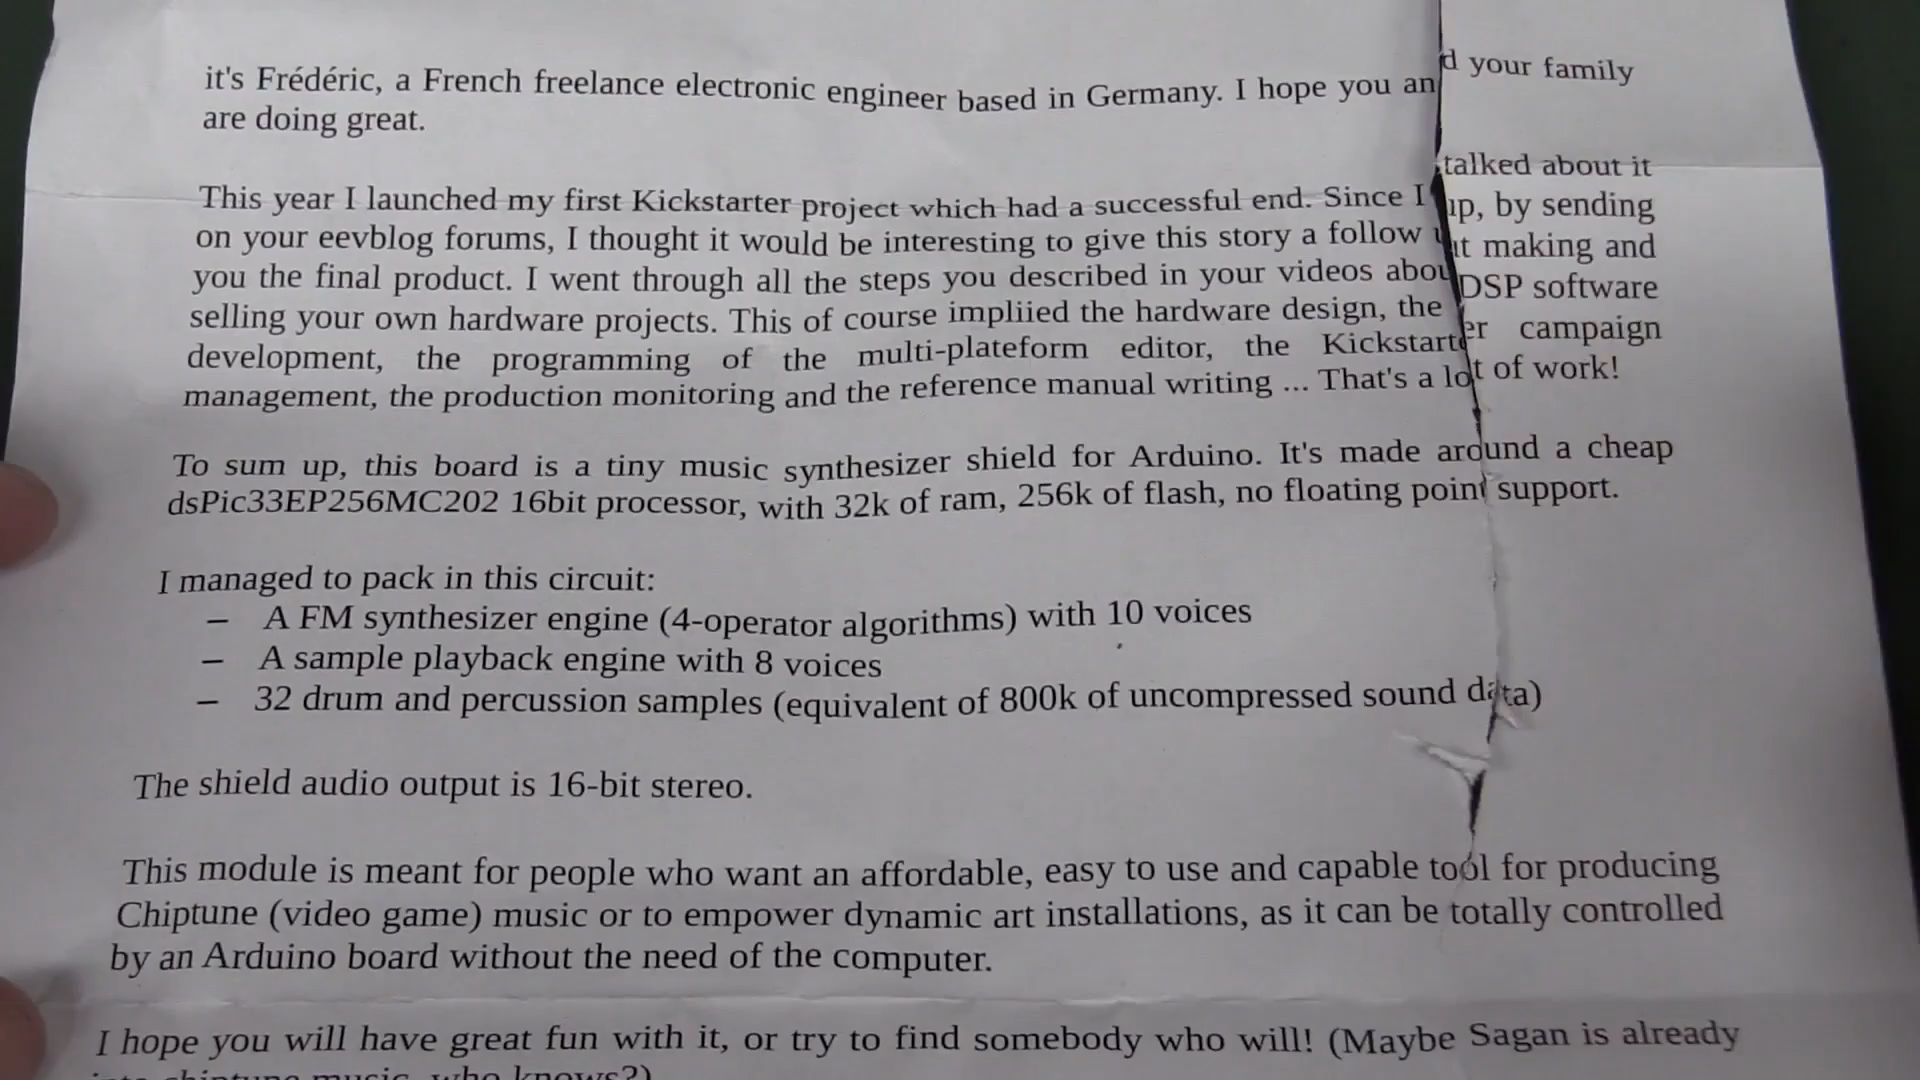 it's Frédéric, a French freelance electronic engineer based in Germany. I hope you and your family
are doing great.
This year I launched my first Kickstarter project which had a successful end. Since I talked about it
on your eevblog forums, I thought it would be interesting to give this story a follow up, by sending
you the final product. I went through all the steps you described in your videos about making and
selling your own hardware projects. This of course impliied the hardware design, the DSP software
development, the programming of the multi-plateform editor, the Kickstarter campaign
management, the production monitoring and the reference manual writing ... That's a lot of work!
To sum up, this board is a tiny music synthesizer shield for Arduino. It's made around a cheap
dsPic33EP256MC202 16bit processor, with 32k of ram, 256k of flash, no floating point support.
I managed to pack in this circuit:
– A FM synthesizer engine (4-operator algorithms) with 10 voices
– A sample playback engine with 8 voices
– 32 drum and percussion samples (equivalent of 800k of uncompressed sound data)
The shield audio output is 16-bit stereo.
This module is meant for people who want an affordable, easy to use and capable tool for producing
Chiptune (video game) music or to empower dynamic art installations, as it can be totally controlled
by an Arduino board without the need of the computer.
I hope you will have great fun with it, or try to find somebody who will! (Maybe Sagan is already
into chiptune music, who knows?)